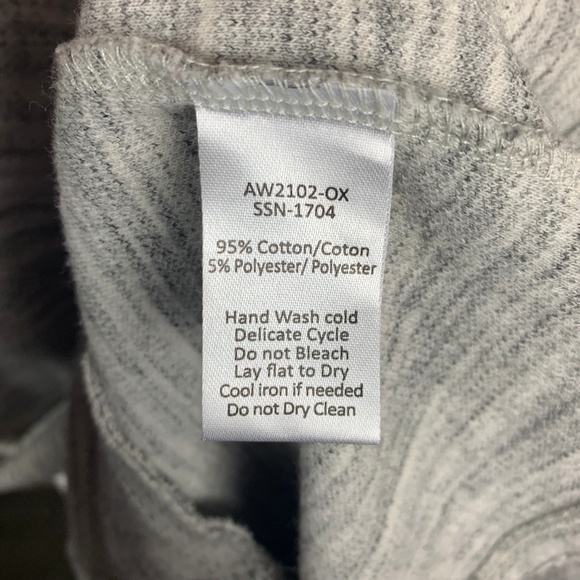 AW2102-OX
SSN-1704
95% Cotton/Coton
5% Polyester/ Polyester
Hand Wash cold
Delicate Cycle
Do not Bleach
Lay flat to Dry
Cool iron if needed
Do not Dry Clean